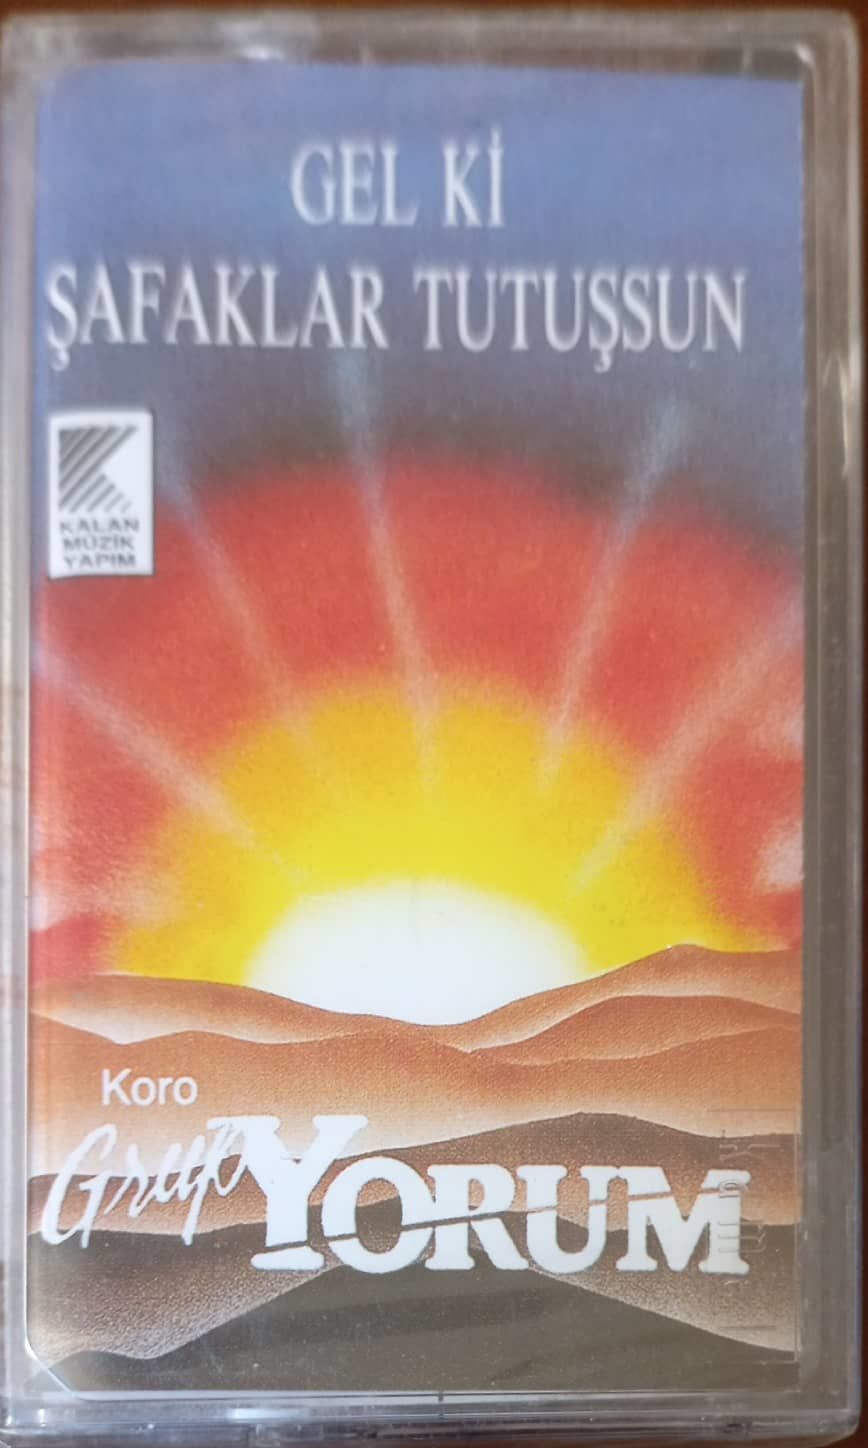 GEL Kİ
ŞAFAKLAR TUTUŞSUN
KALAN
MÜZİK
YAPIM
Koro
Grup YORUM